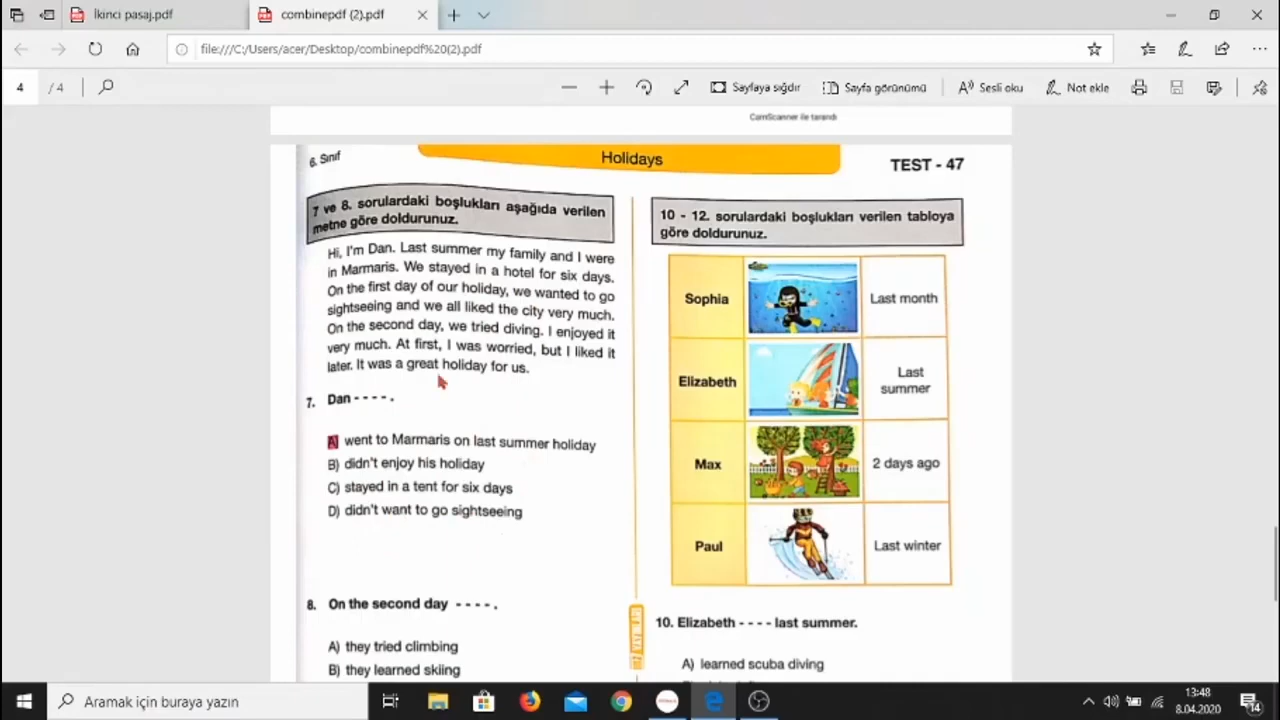 İkinci pasaj.pdf
combinepdf (2).pdf
file:///C:/Users/acer/Desktop/combinepdf%20(2).pdf
4 / 4
Sayfaya sığdır
Sayfa görünümü
Sesli oku
Not ekle
CamScanner ile tarandı
6. Sınıf
Holidays
TEST - 47
7 ve 8. sorulardaki boşlukları aşağıda verilen
metne göre doldurunuz.
Hi, I'm Dan. Last summer my family and I were
in Marmaris. We stayed in a hotel for six days.
On the first day of our holiday, we wanted to go
sightseeing and we all liked the city very much.
On the second day, we tried diving. I enjoyed it
very much. At first, I was worried, but I liked it
later. It was a great holiday for us.
7. Dan - - - - .
A) went to Marmaris on last summer holiday
B) didn't enjoy his holiday
C) stayed in a tent for six days
D) didn't want to go sightseeing
8. On the second day - - - - .
A) they tried climbing
B) they learned skiing
10 - 12. sorulardaki boşlukları verilen tabloya
göre doldurunuz.
Sophia
Last month
Elizabeth
Last
summer
Max
2 days ago
Paul
Last winter
10. Elizabeth - - - - last summer.
A) learned scuba diving
Aramak için buraya yazın
13:48
8.04.2020
14